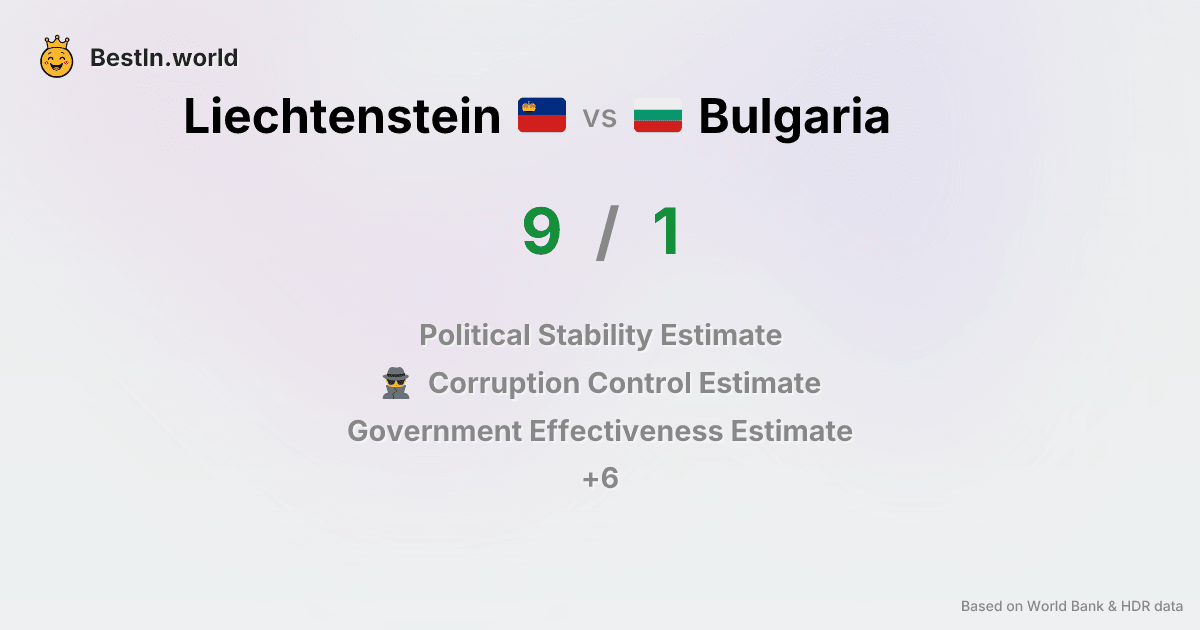 BestIn.world
Liechtenstein vs Bulgaria
9 / 1
Political Stability Estimate
Corruption Control Estimate
Government Effectiveness Estimate
+6
Based on World Bank & HDR data